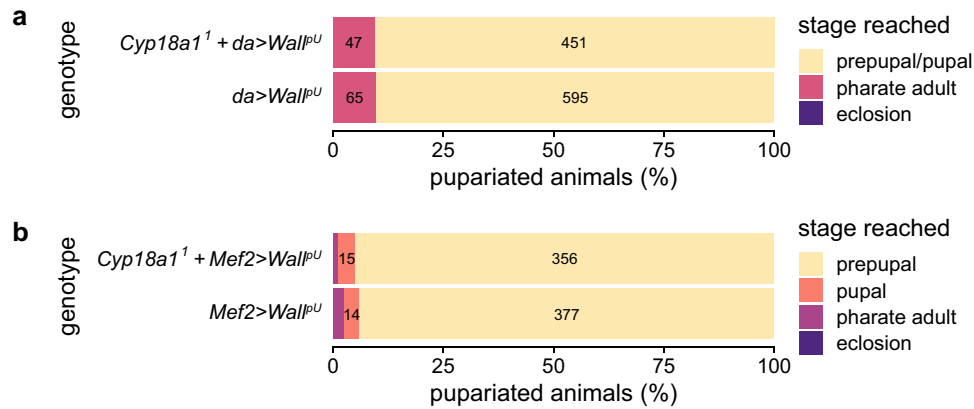 a
genotype
Cyp18a1¹ + da>Wallᵖᵁ
da>Wallᵖᵁ
47 451
65 595
0 25 50 75 100
pupariated animals (%)
stage reached
prepupal/pupal
pharate adult
eclosion
b
genotype
Cyp18a1¹ + Mef2>Wallᵖᵁ
Mef2>Wallᵖᵁ
15 356
14 377
0 25 50 75 100
pupariated animals (%)
stage reached
prepupal
pupal
pharate adult
eclosion